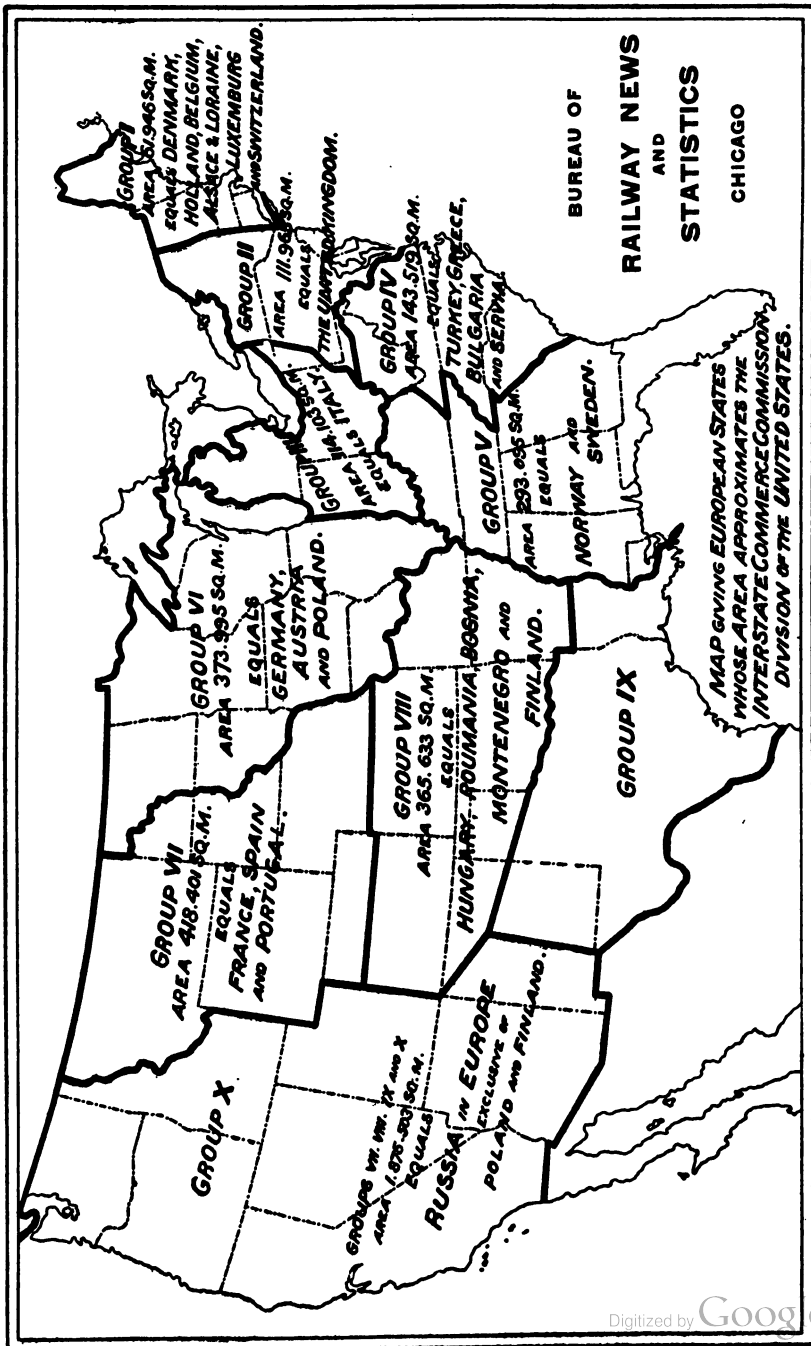 GROUP I
AREA 61.946 SQ.M.
EQUALS DENMARK,
HOLLAND, BELGIUM,
ALSACE & LORAINE,
LUXEMBURG
AND SWITZERLAND.
GROUP II
AREA 111.965 SQ.M.
EQUALS
THE UNITED KINGDOM.
GROUP III
AREA 114.103 SQ.M.
EQUALS ITALY.
GROUP IV
AREA 143.519 SQ.M.
EQUALS
TURKEY, GREECE,
BULGARIA
AND SERVIA.
GROUP V
AREA 293.095 SQ.M.
EQUALS
NORWAY AND
SWEDEN.
GROUP VI
AREA 373.995 SQ.M.
EQUALS
GERMANY,
AUSTRIA
AND POLAND.
GROUP VII
AREA 418.401 SQ.M.
EQUALS
FRANCE, SPAIN
AND PORTUGAL.
GROUP VIII
AREA 365.633 SQ.M.
EQUALS
HUNGARY, ROUMANIA, BOSNIA,
MONTENEGRO AND
FINLAND.
GROUP IX
GROUP X
GROUPS VII. VIII. IX AND X
AREA 1.875.503 SQ.M.
EQUALS
RUSSIA IN EUROPE
EXCLUSIVE OF
POLAND AND FINLAND.
BUREAU OF
RAILWAY NEWS
AND
STATISTICS
CHICAGO
MAP GIVING EUROPEAN STATES
WHOSE AREA APPROXIMATES THE
INTERSTATE COMMERCE COMMISSION,
DIVISION OF THE UNITED STATES.
Digitized by Goog